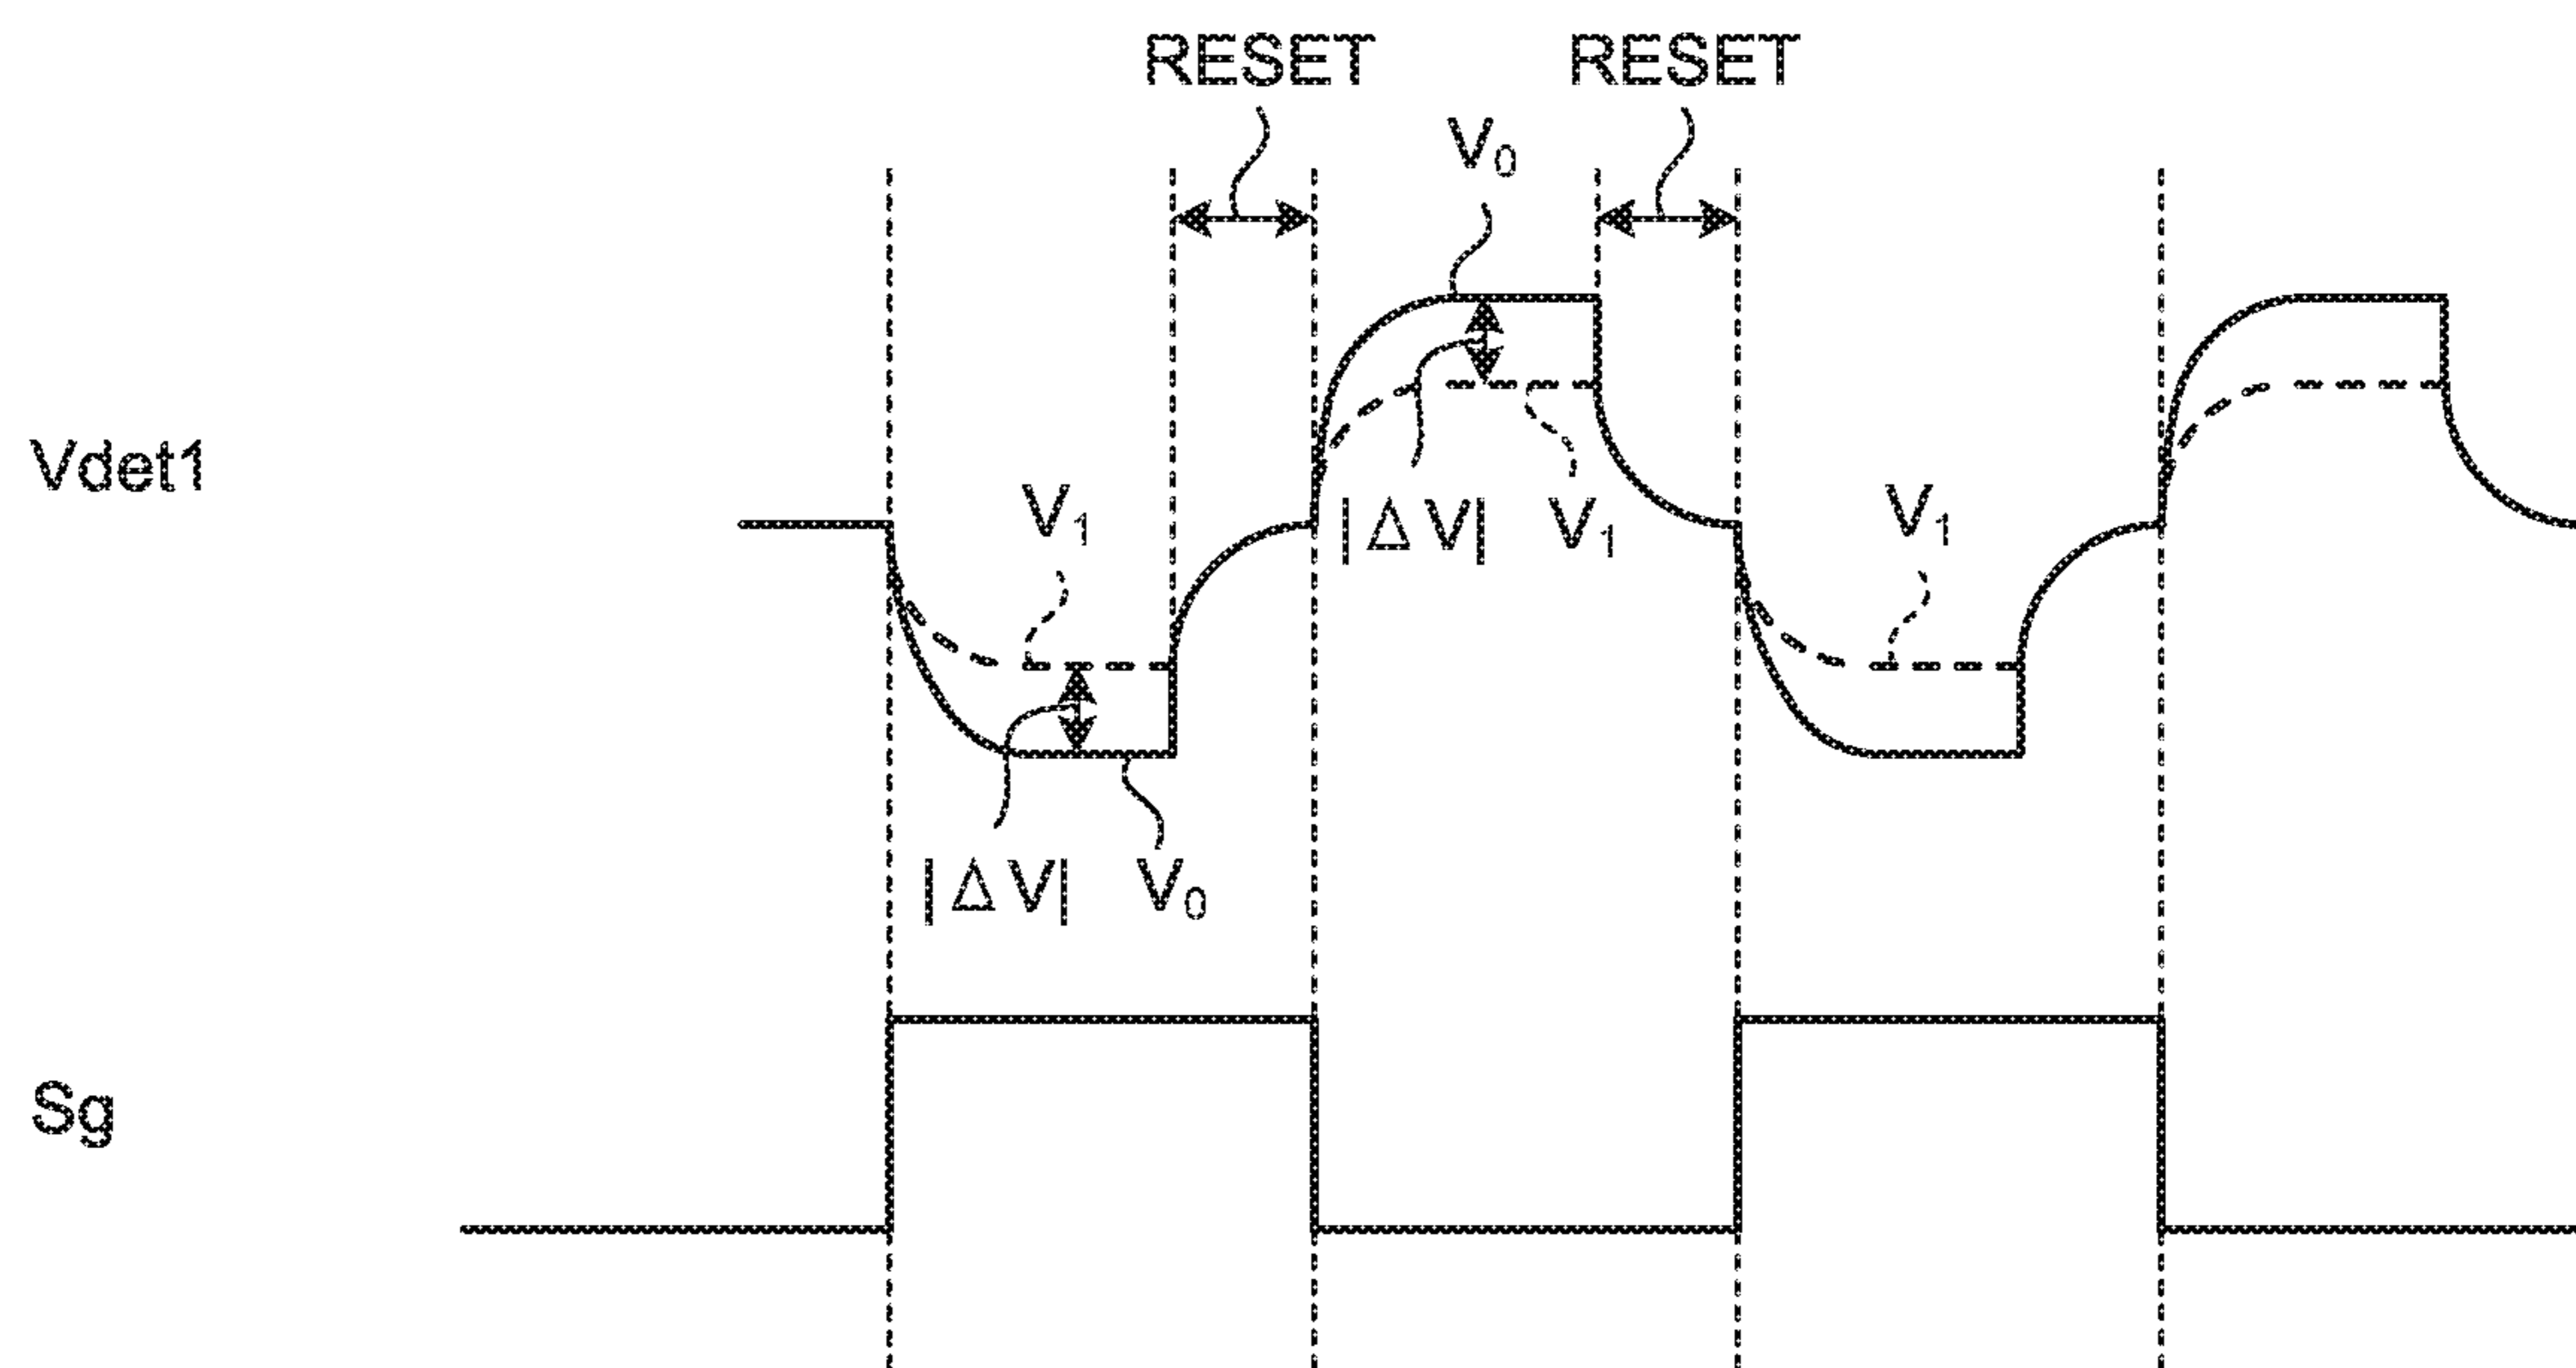 RESET RESET
V₀
Vdet1
V₁ |ΔV| V₁ V₁
|ΔV| V₀
Sg